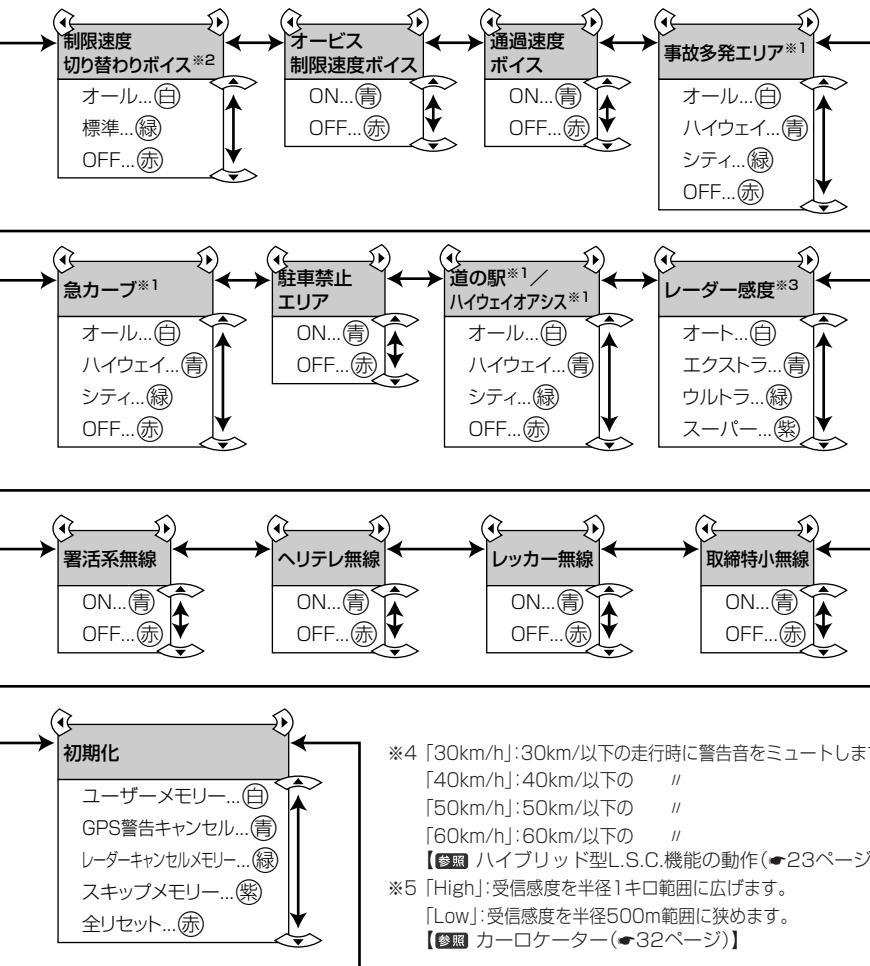 制限速度
切り替わりボイス※2
オール...白
標準...緑
OFF...赤
オービス
制限速度ボイス
ON...青
OFF...赤
通過速度
ボイス
ON...青
OFF...赤
事故多発エリア※1
オール...白
ハイウェイ...青
シティ...緑
OFF...赤
急カーブ※1
オール...白
ハイウェイ...青
シティ...緑
OFF...赤
駐車禁止
エリア
ON...青
OFF...赤
道の駅※1／
ハイウェイオアシス※1
オール...白
ハイウェイ...青
シティ...緑
OFF...赤
レーダー感度※3
オート...白
エクストラ...青
ウルトラ...緑
スーパー...紫
署活系無線
ON...青
OFF...赤
ヘリテレ無線
ON...青
OFF...赤
レッカー無線
ON...青
OFF...赤
取締特小無線
ON...青
OFF...赤
初期化
ユーザーメモリー...白
GPS警告キャンセル...青
レーダーキャンセルメモリー...緑
スキップメモリー...紫
全リセット...赤
※4「30km/h」:30km/以下の走行時に警告音をミュートしま
「40km/h」:40km/以下の 〃
「50km/h」:50km/以下の 〃
「60km/h」:60km/以下の 〃
【参照 ハイブリッド型L.S.C.機能の動作(☛23ページ
※5「High」:受信感度を半径1キロ範囲に広げます。
「Low」:受信感度を半径500m範囲に狭めます。
【参照 カーロケーター(☛32ページ)】